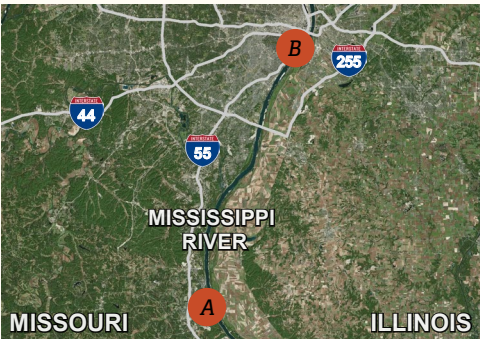 B
INTERSTATE
255
INTERSTATE
44
INTERSTATE
55
MISSISSIPPI
RIVER
A
MISSOURI
ILLINOIS